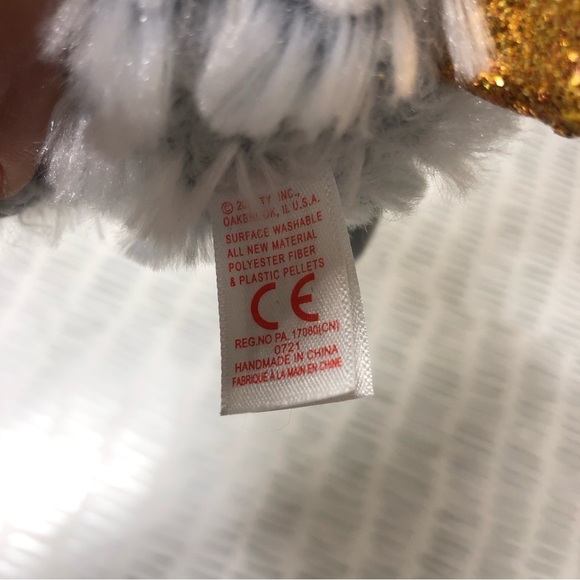 © TY INC.,
OAKBROOK, IL U.S.A.
SURFACE WASHABLE
ALL NEW MATERIAL
POLYESTER FIBER
& PLASTIC PELLETS
CE
REG.NO PA. 17080(CN)
0721
HANDMADE IN CHINA
FABRIQUÉ À LA MAIN EN CHINE